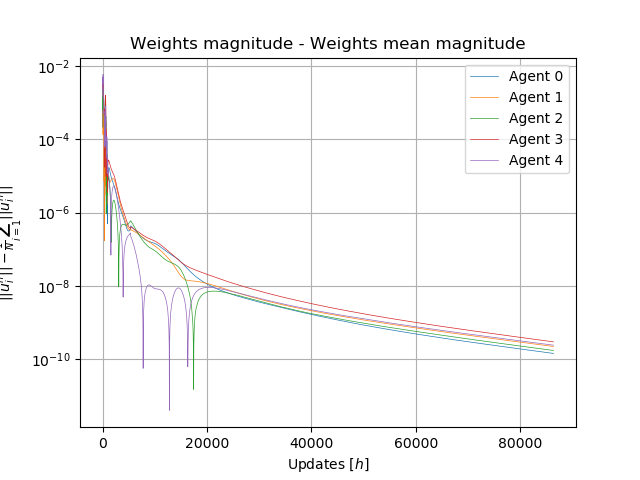 Weights magnitude - Weights mean magnitude
10⁻²
10⁻⁴
10⁻⁶
10⁻⁸
10⁻¹⁰
Agent 0
Agent 1
Agent 2
Agent 3
Agent 4
0
20000
40000
60000
80000
Updates [h]